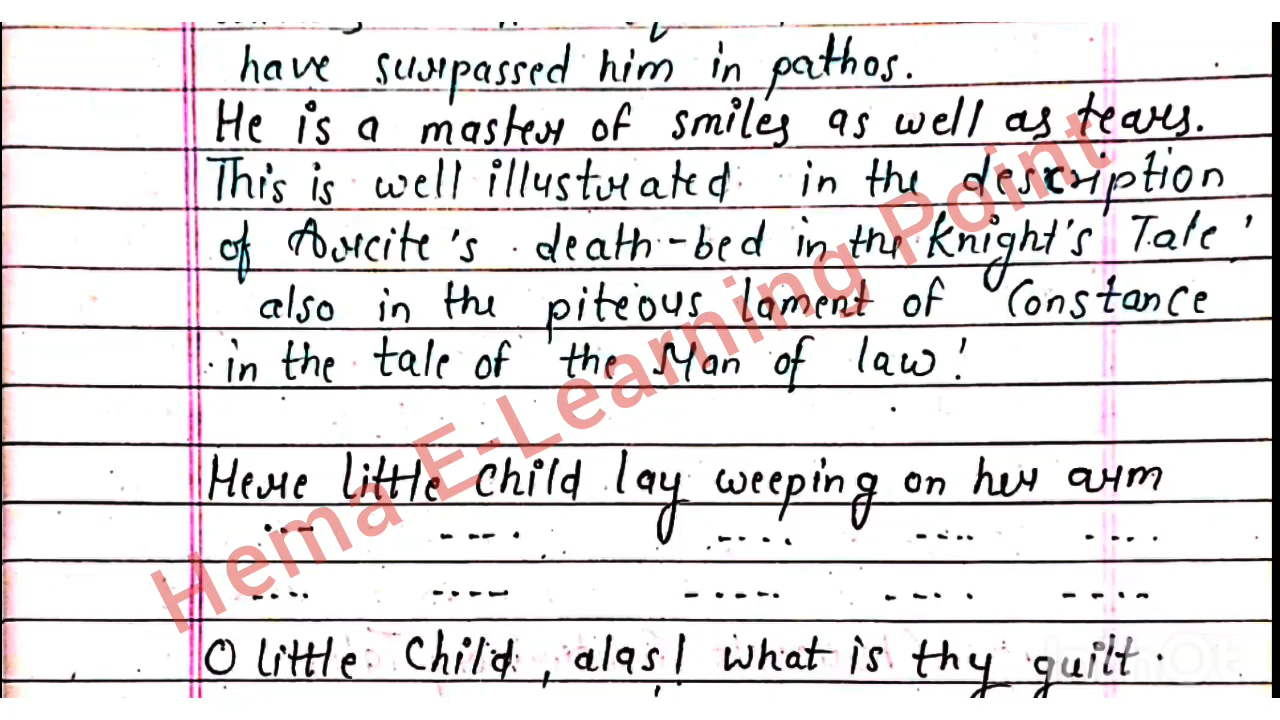 have surpassed him in pathos.
He is a master of smiles as well as tears.
This is well illustrated in the description
of Arcite's death-bed in the Knight's Tale'
also in the piteous lament of Constance
in the tale of the Man of law!
Here little child lay weeping on her arm
... .... .... .... ....
.... .... ..... .... ....
O little Child, alas! what is thy guilt.
Hema E-Learning Point